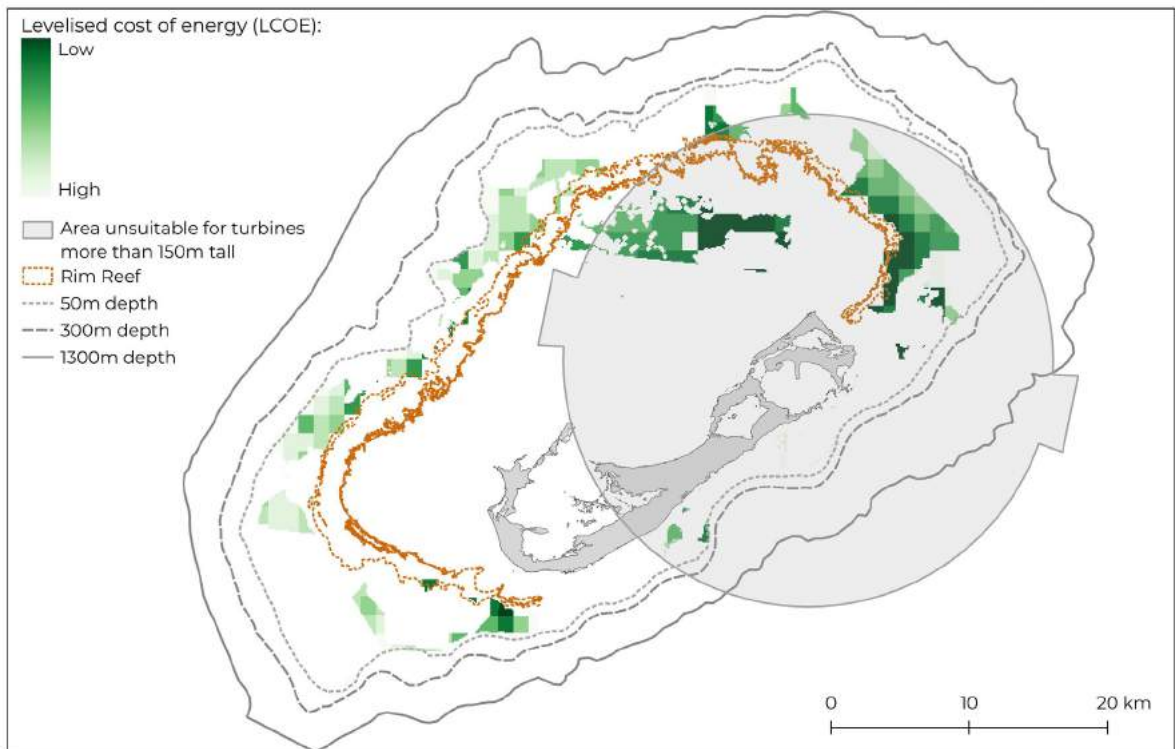 Levelised cost of energy (LCOE):
Low
High
Area unsuitable for turbines
more than 150m tall
Rim Reef
50m depth
300m depth
1300m depth
0 10 20 km